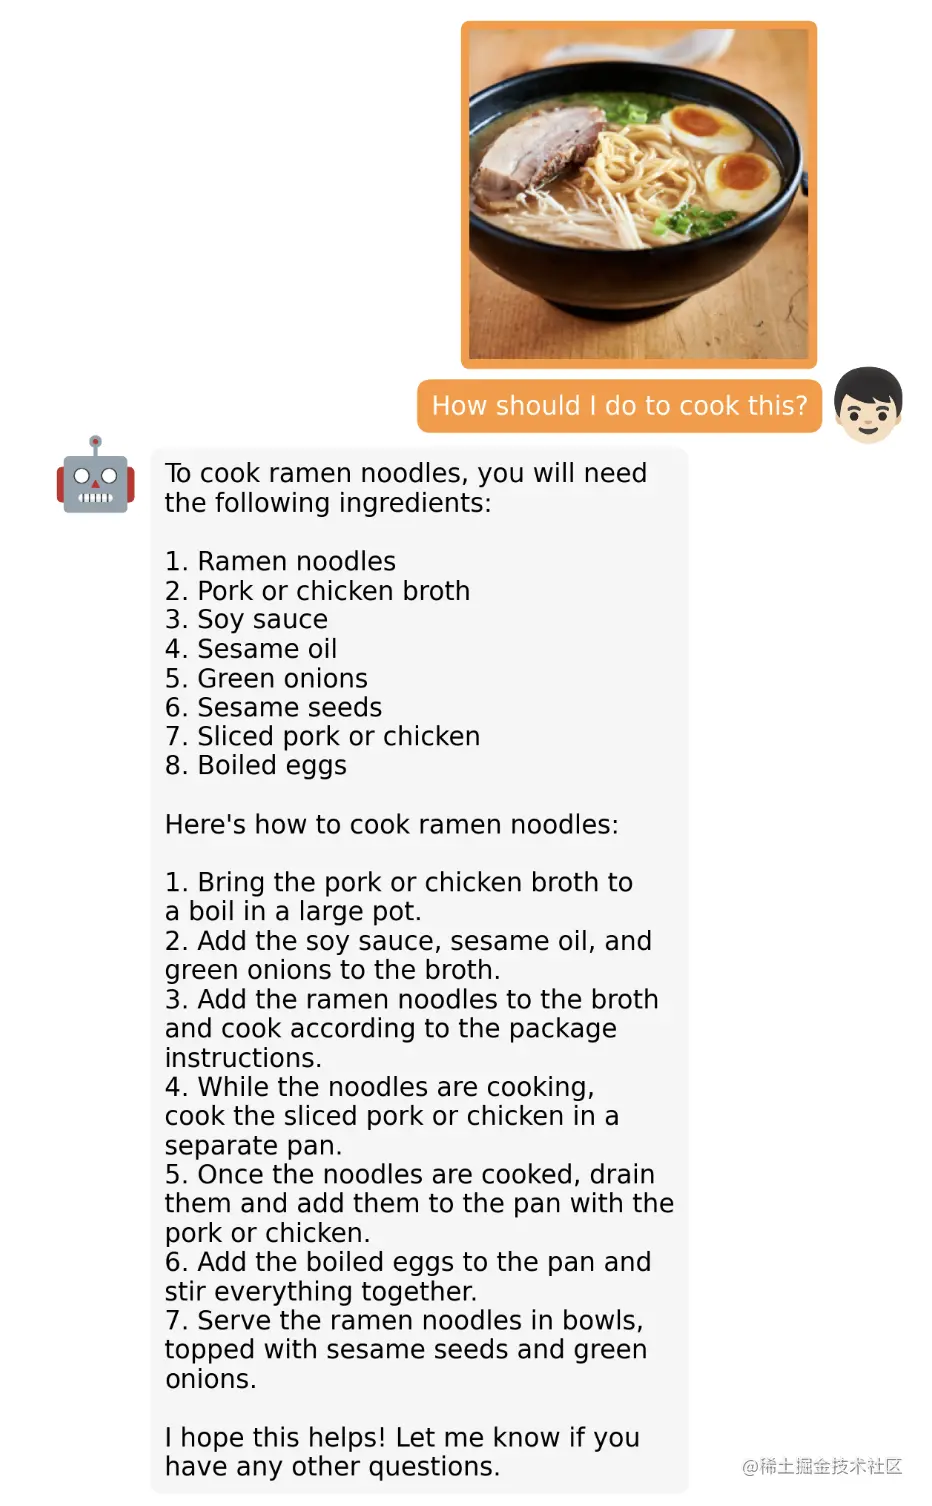 How should I do to cook this?
To cook ramen noodles, you will need
the following ingredients:
1. Ramen noodles
2. Pork or chicken broth
3. Soy sauce
4. Sesame oil
5. Green onions
6. Sesame seeds
7. Sliced pork or chicken
8. Boiled eggs
Here's how to cook ramen noodles:
1. Bring the pork or chicken broth to
a boil in a large pot.
2. Add the soy sauce, sesame oil, and
green onions to the broth.
3. Add the ramen noodles to the broth
and cook according to the package
instructions.
4. While the noodles are cooking,
cook the sliced pork or chicken in a
separate pan.
5. Once the noodles are cooked, drain
them and add them to the pan with the
pork or chicken.
6. Add the boiled eggs to the pan and
stir everything together.
7. Serve the ramen noodles in bowls,
topped with sesame seeds and green
onions.
I hope this helps! Let me know if you
have any other questions.
@稀土掘金技术社区